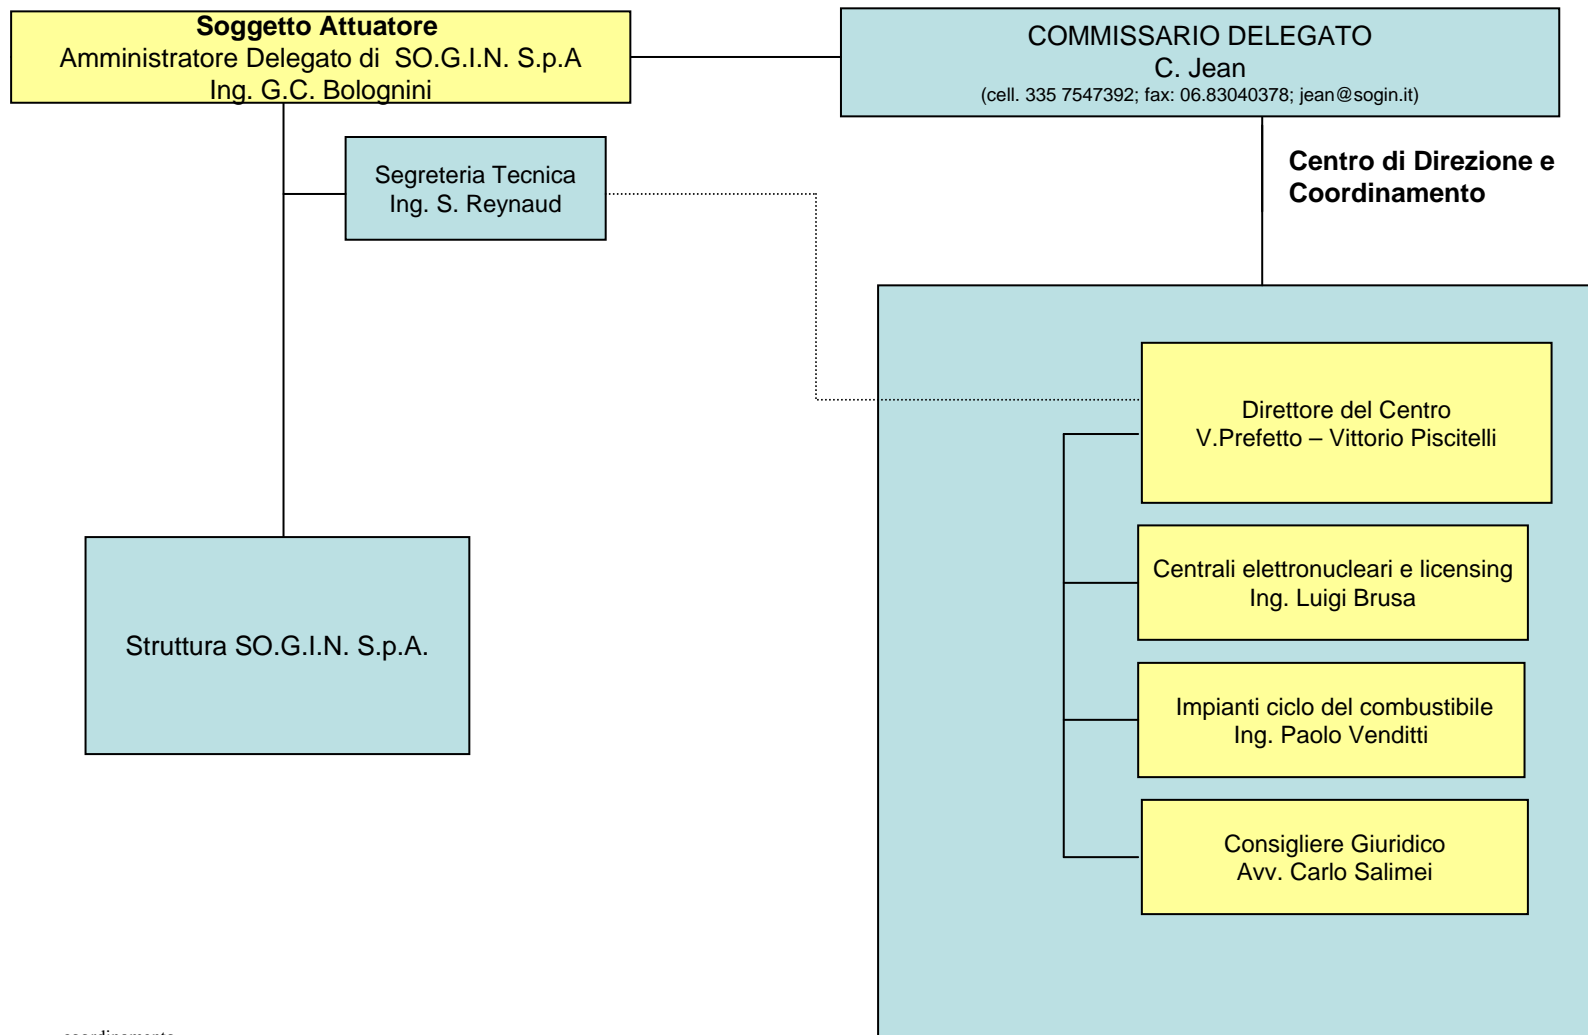 Soggetto Attuatore
Amministratore Delegato di SO.G.I.N. S.p.A
Ing. G.C. Bolognini
COMMISSARIO DELEGATO
C. Jean
(cell. 335 7547392; fax: 06.83040378; jean@sogin.it)
Segreteria Tecnica
Ing. S. Reynaud
Centro di Direzione e
Coordinamento
Direttore del Centro
V.Prefetto – Vittorio Piscitelli
Centrali elettronucleari e licensing
Ing. Luigi Brusa
Struttura SO.G.I.N. S.p.A.
Impianti ciclo del combustibile
Ing. Paolo Venditti
Consigliere Giuridico
Avv. Carlo Salimei
coordinamento